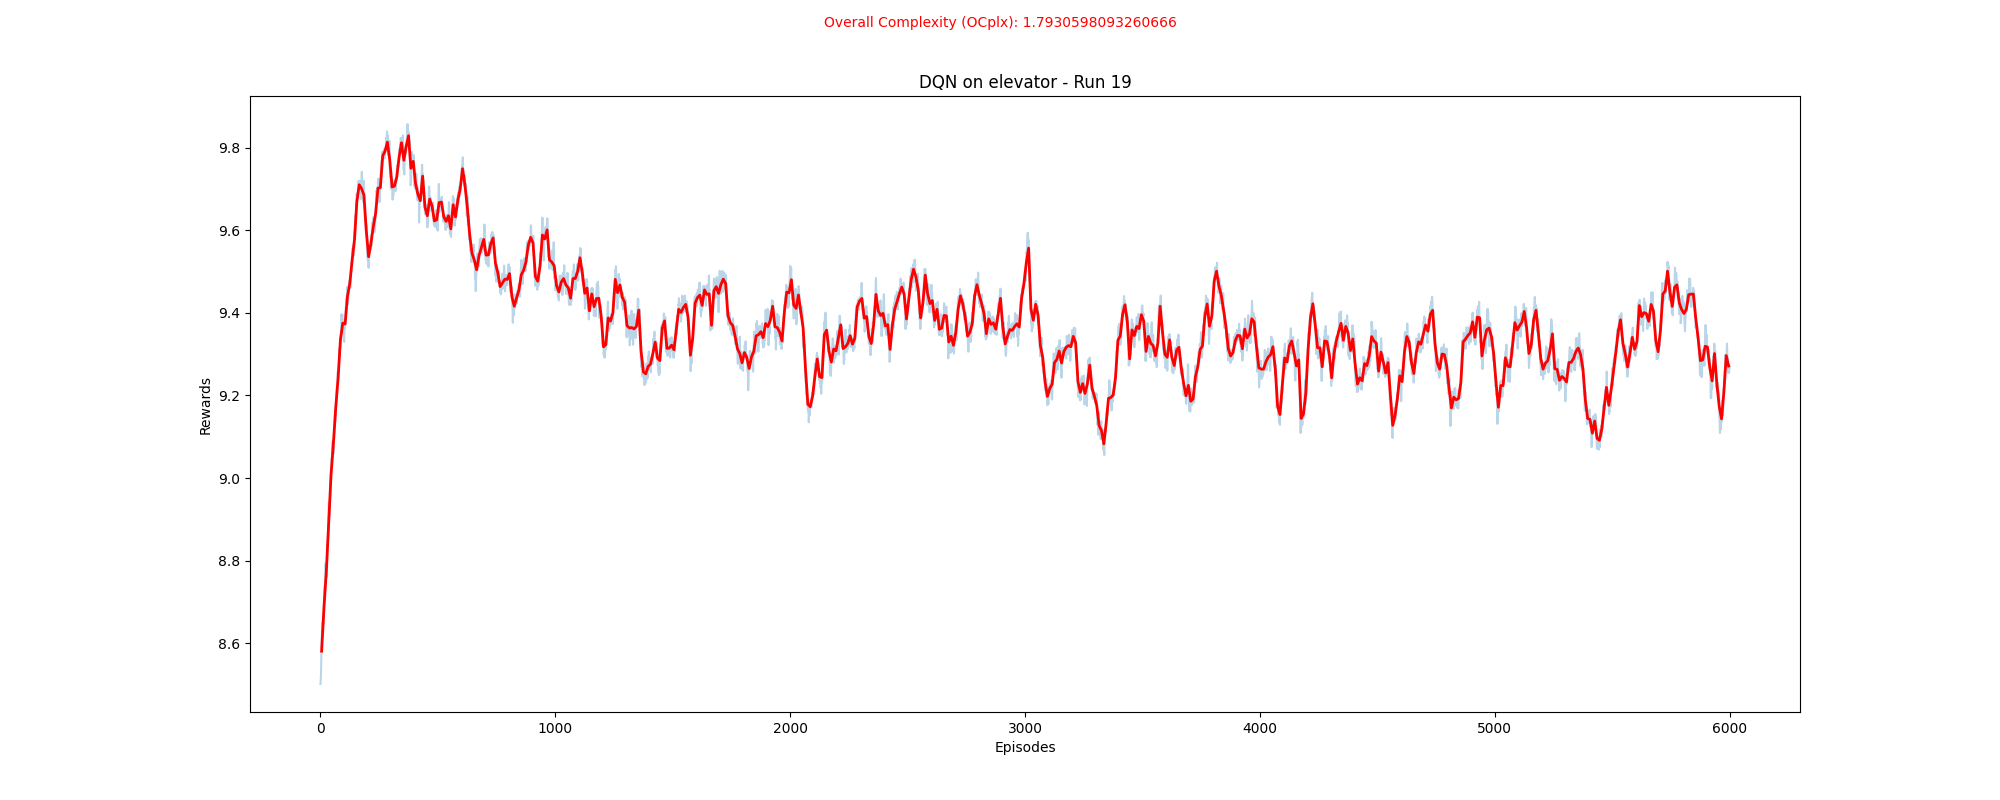 Overall Complexity (OCplx): 1.7930598093260666
DQN on elevator - Run 19
9.8
9.6
9.4
9.2
9.0
8.8
8.6
Rewards
0 1000 2000 3000 4000 5000 6000
Episodes